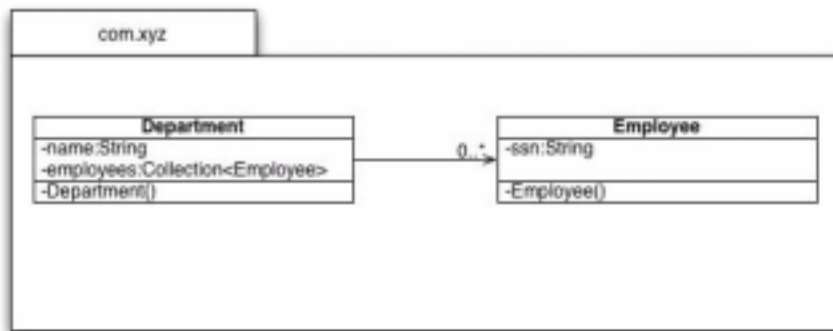 com.xyz
Department
-name:String
-employees:Collection<Employee>
-Department()
0..*
Employee
-ssn:String
-Employee()